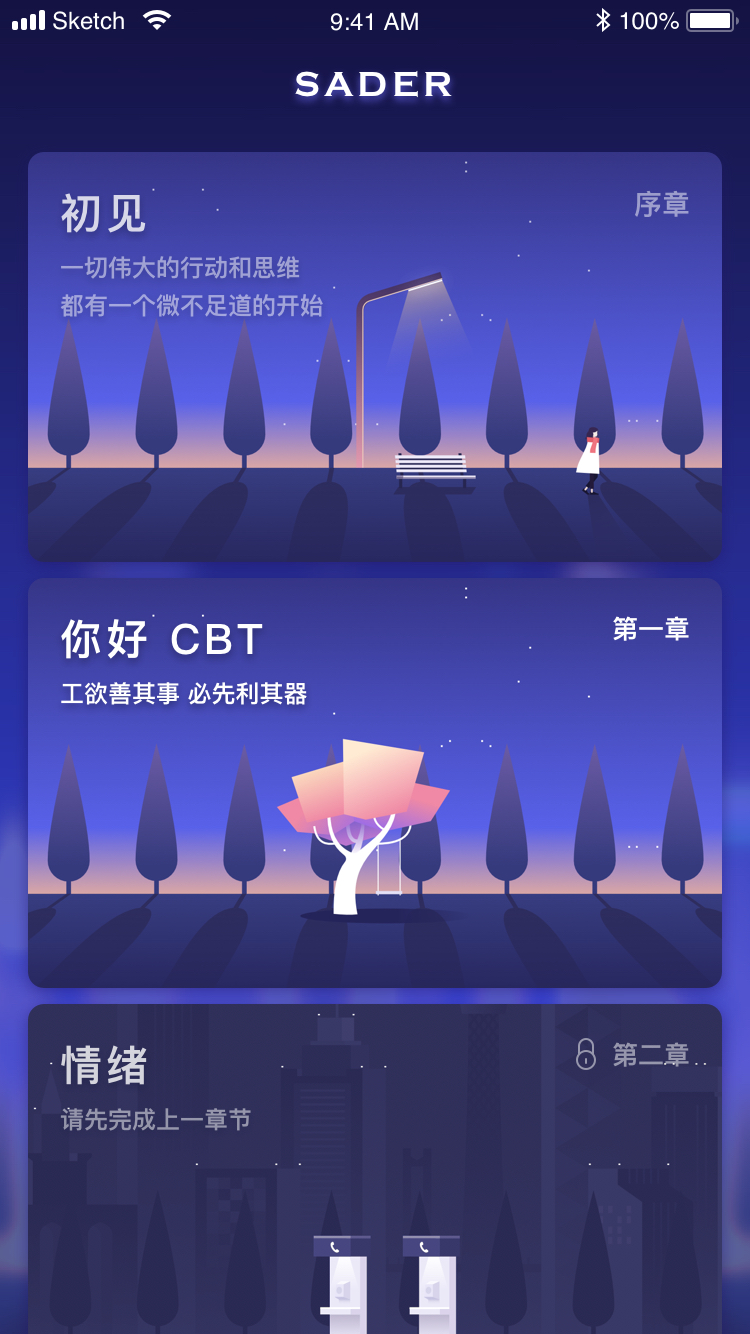 Sketch 9:41 AM 100%
SADER
初见 序章
一切伟大的行动和思维
都有一个微不足道的开始
你好 CBT 第一章
工欲善其事 必先利其器
情绪 第二章
请先完成上一章节